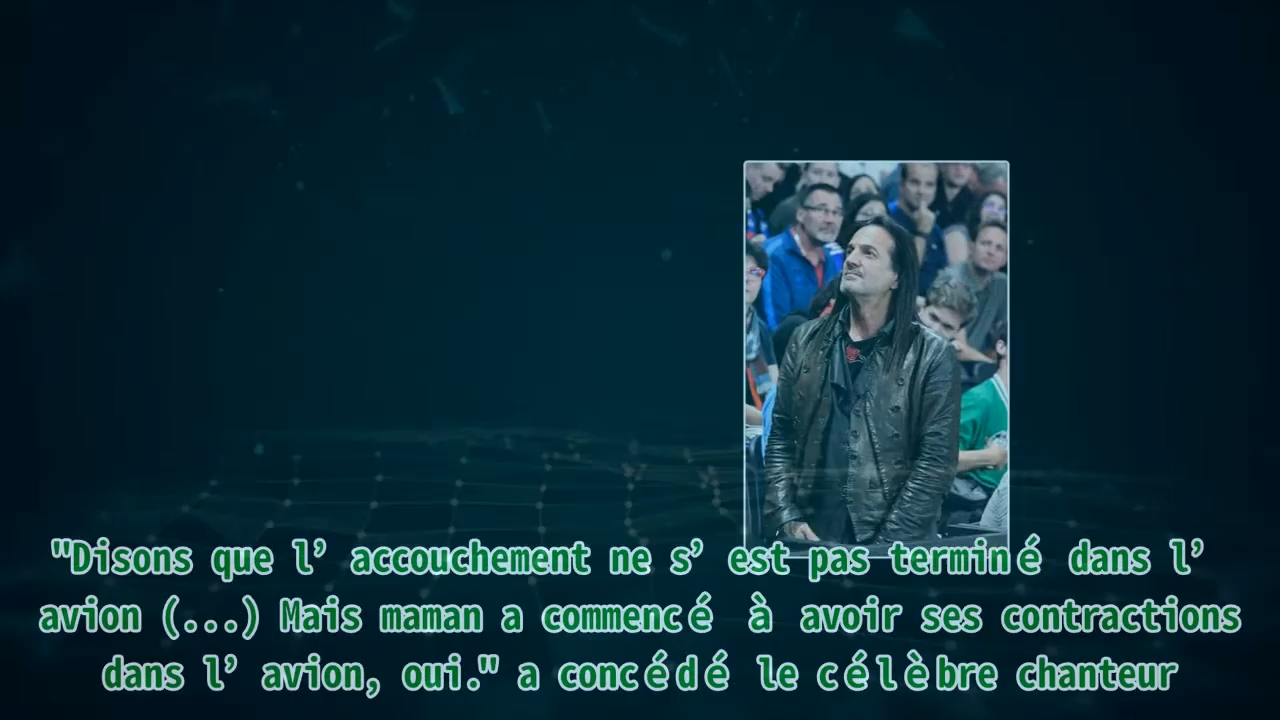 "Disons que l’ accouchement ne s’ est pas terminé dans l’
avion (...) Mais maman a commencé à avoir ses contractions
dans l’ avion, oui." a concédé le célèbre chanteur